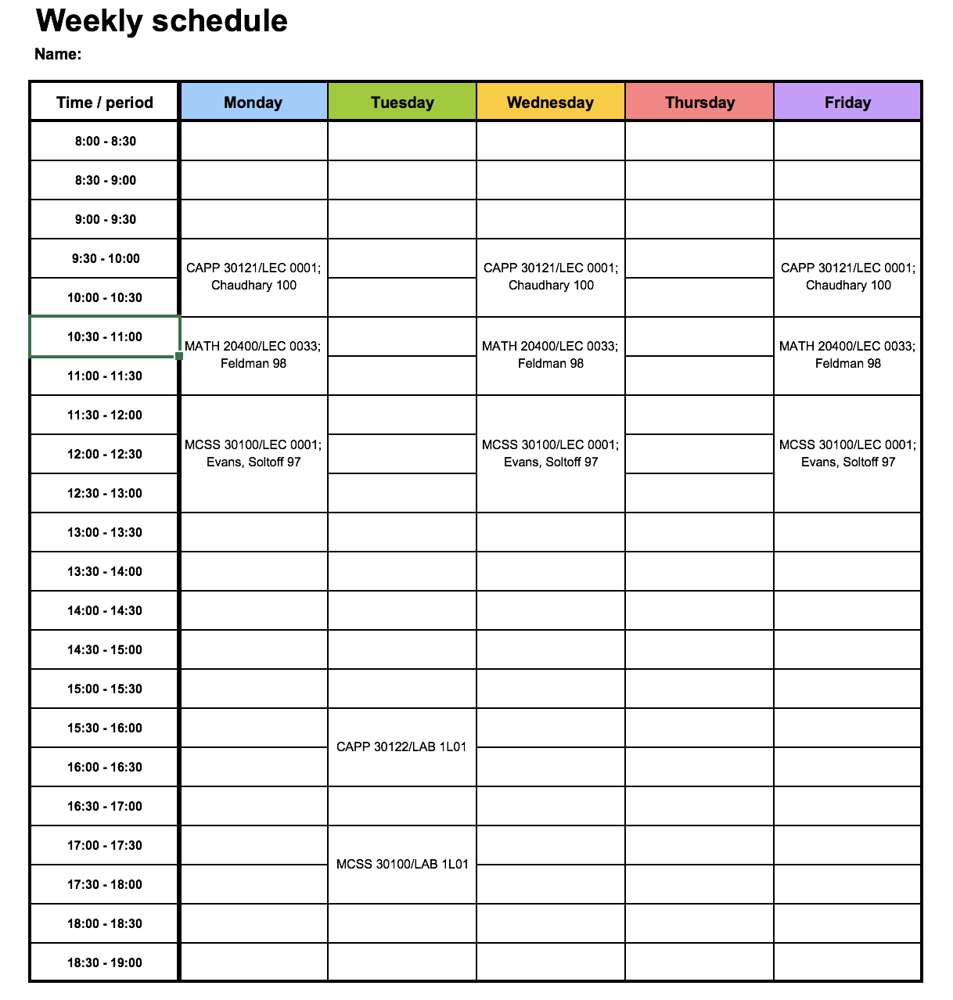 Weekly schedule
Name:
Time / period Monday Tuesday Wednesday Thursday Friday
8:00 - 8:30
8:30 - 9:00
9:00 - 9:30
9:30 - 10:00
CAPP 30121/LEC 0001; CAPP 30121/LEC 0001; CAPP 30121/LEC 0001;
Chaudhary 100 Chaudhary 100 Chaudhary 100
10:00 - 10:30
10:30 - 11:00
MATH 20400/LEC 0033; MATH 20400/LEC 0033; MATH 20400/LEC 0033;
Feldman 98 Feldman 98 Feldman 98
11:00 - 11:30
11:30 - 12:00
MCSS 30100/LEC 0001; MCSS 30100/LEC 0001; MCSS 30100/LEC 0001;
12:00 - 12:30
Evans, Soltoff 97 Evans, Soltoff 97 Evans, Soltoff 97
12:30 - 13:00
13:00 - 13:30
13:30 - 14:00
14:00 - 14:30
14:30 - 15:00
15:00 - 15:30
15:30 - 16:00
CAPP 30122/LAB 1L01
16:00 - 16:30
16:30 - 17:00
17:00 - 17:30
MCSS 30100/LAB 1L01
17:30 - 18:00
18:00 - 18:30
18:30 - 19:00